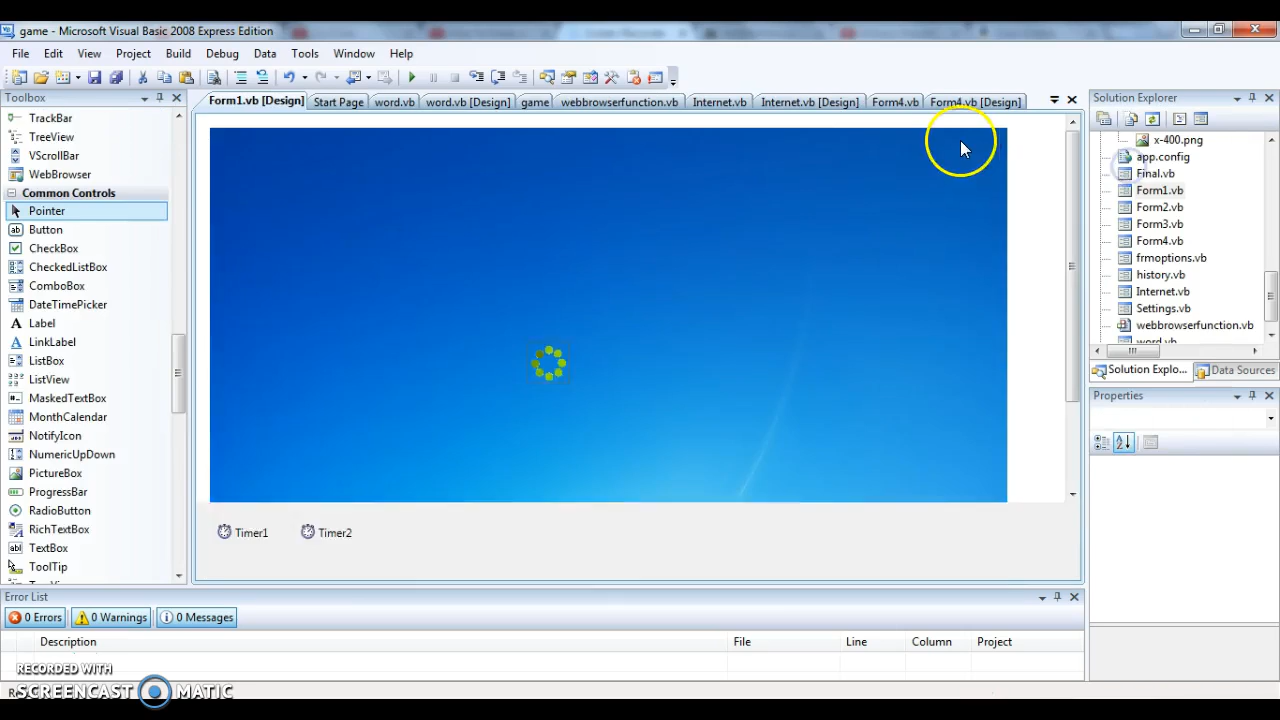 game - Microsoft Visual Basic 2008 Express Edition
File Edit View Project Build Debug Data Tools Window Help
Toolbox
Form1.vb [Design] Start Page word.vb word.vb [Design] game webbrowserfunction.vb Internet.vb Internet.vb [Design] Form4.vb Form4.vb [Design]
Solution Explorer
TrackBar
TreeView
VScrollBar
WebBrowser
Common Controls
Pointer
Button
CheckBox
CheckedListBox
ComboBox
DateTimePicker
Label
LinkLabel
ListBox
ListView
MaskedTextBox
MonthCalendar
NotifyIcon
NumericUpDown
PictureBox
ProgressBar
RadioButton
RichTextBox
TextBox
ToolTip
Timer1 Timer2
x-400.png
app.config
Final.vb
Form1.vb
Form2.vb
Form3.vb
Form4.vb
frmoptions.vb
history.vb
Internet.vb
Settings.vb
webbrowserfunction.vb
word.vb
Solution Explo... Data Sources
Properties
Error List
0 Errors 0 Warnings 0 Messages
Description File Line Column Project
RECORDED WITH
SCREENCAST MATIC